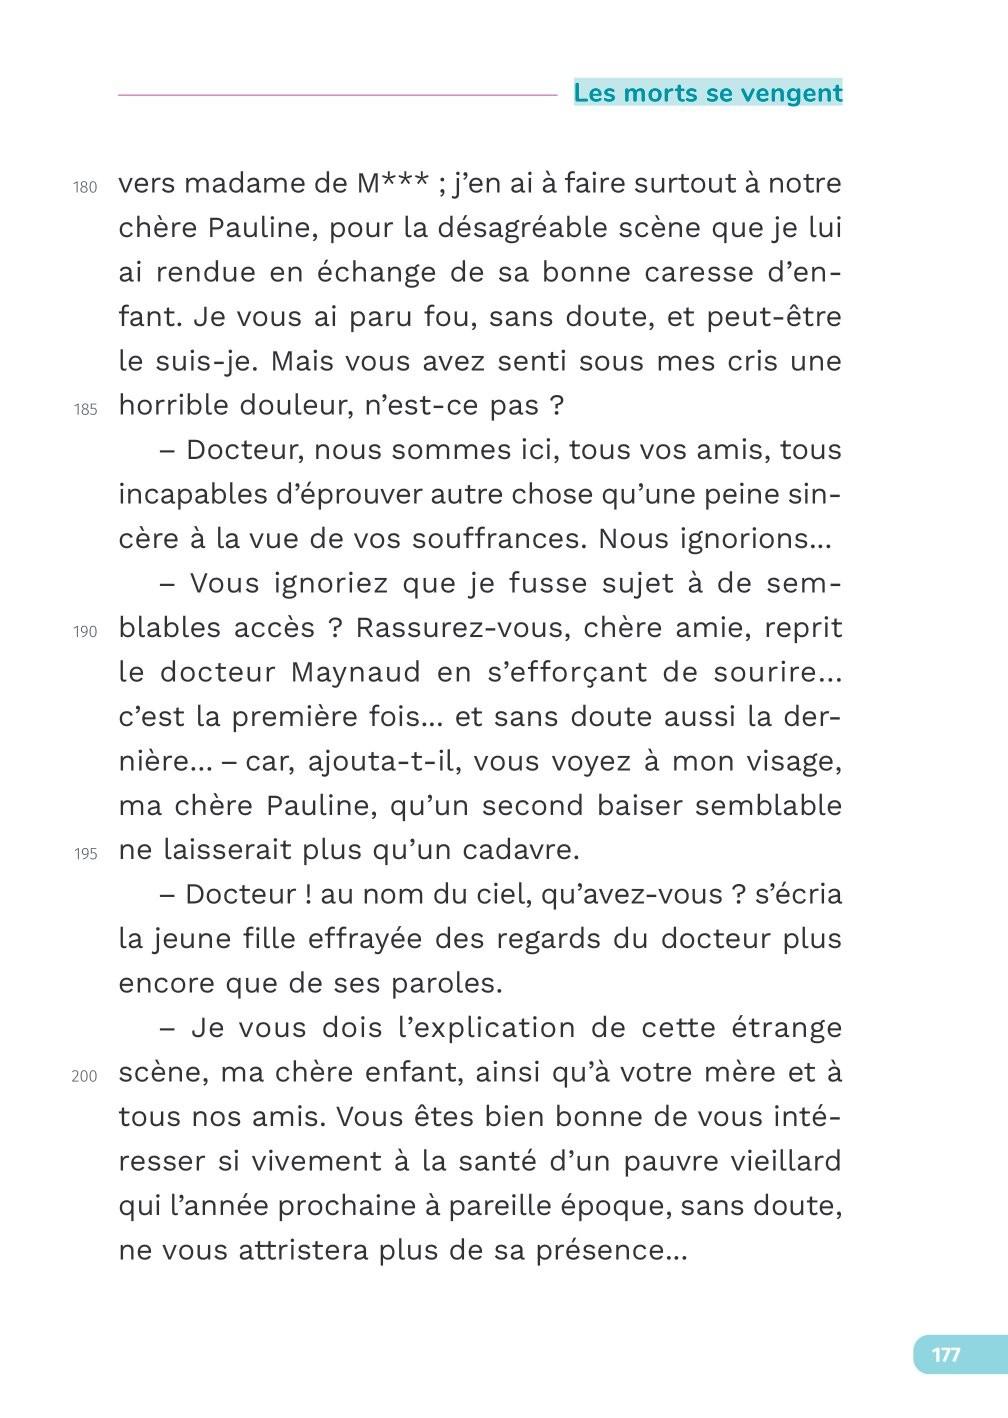 Les morts se vengent
180 vers madame de M*** ; j’en ai à faire surtout à notre
chère Pauline, pour la désagréable scène que je lui
ai rendue en échange de sa bonne caresse d’en-
fant. Je vous ai paru fou, sans doute, et peut-être
le suis-je. Mais vous avez senti sous mes cris une
185 horrible douleur, n’est-ce pas ?
– Docteur, nous sommes ici, tous vos amis, tous
incapables d’éprouver autre chose qu’une peine sin-
cère à la vue de vos souffrances. Nous ignorions...
– Vous ignoriez que je fusse sujet à de sem-
190 blables accès ? Rassurez-vous, chère amie, reprit
le docteur Maynaud en s’efforçant de sourire...
c’est la première fois... et sans doute aussi la der-
nière... – car, ajouta-t-il, vous voyez à mon visage,
ma chère Pauline, qu’un second baiser semblable
195 ne laisserait plus qu’un cadavre.
– Docteur ! au nom du ciel, qu’avez-vous ? s’écria
la jeune fille effrayée des regards du docteur plus
encore que de ses paroles.
– Je vous dois l’explication de cette étrange
200 scène, ma chère enfant, ainsi qu’à votre mère et à
tous nos amis. Vous êtes bien bonne de vous inté-
resser si vivement à la santé d’un pauvre vieillard
qui l’année prochaine à pareille époque, sans doute,
ne vous attristera plus de sa présence...
177